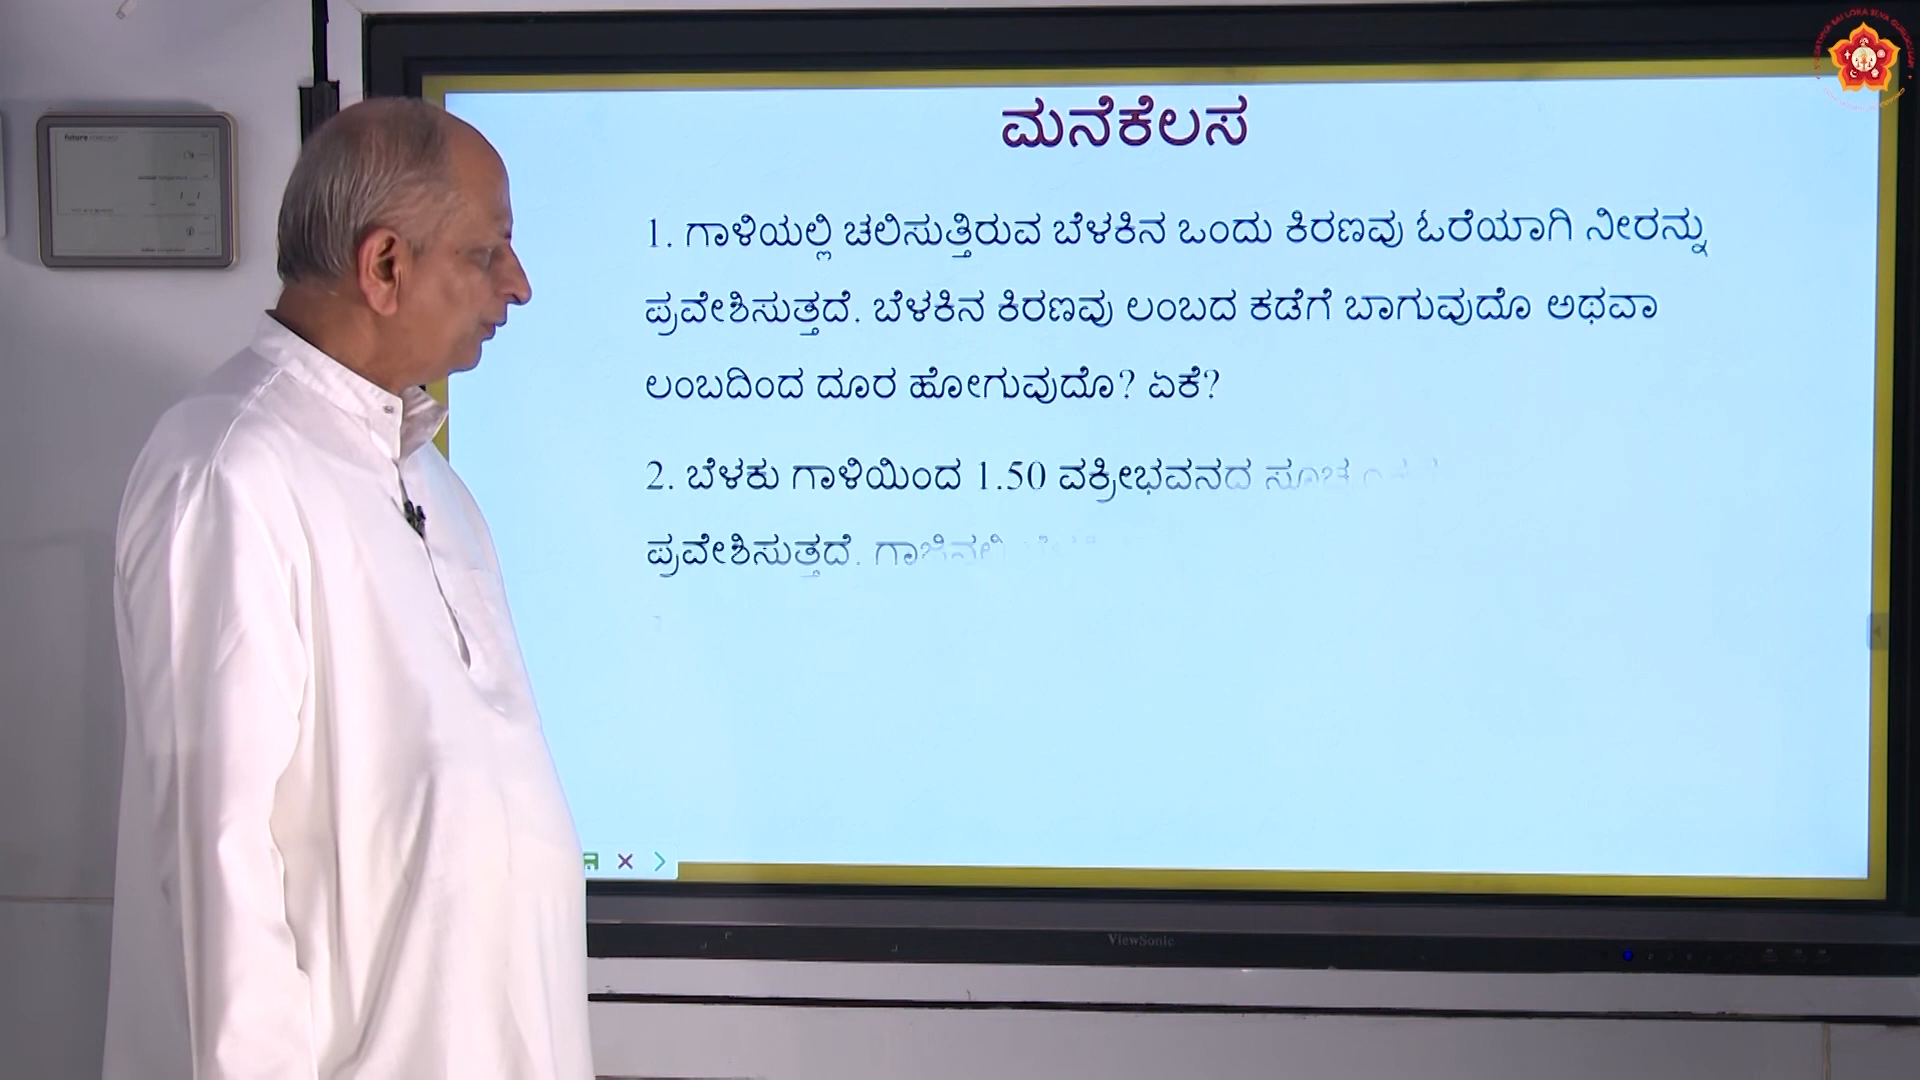 ಮನೆಕೆಲಸ
1. ಗಾಳಿಯಲ್ಲಿ ಚಲಿಸುತ್ತಿರುವ ಬೆಳಕಿನ ಒಂದು ಕಿರಣವು ಓರೆಯಾಗಿ ನೀರನ್ನು
ಪ್ರವೇಶಿಸುತ್ತದೆ. ಬೆಳಕಿನ ಕಿರಣವು ಲಂಬದ ಕಡೆಗೆ ಬಾಗುವುದೊ ಅಥವಾ
ಲಂಬದಿಂದ ದೂರ ಹೋಗುವುದೊ? ಏಕೆ?
2. ಬೆಳಕು ಗಾಳಿಯಿಂದ 1.50 ವಕ್ರೀಭವನದ
ಪ್ರವೇಶಿಸುತ್ತದೆ.
ViewSonic
future